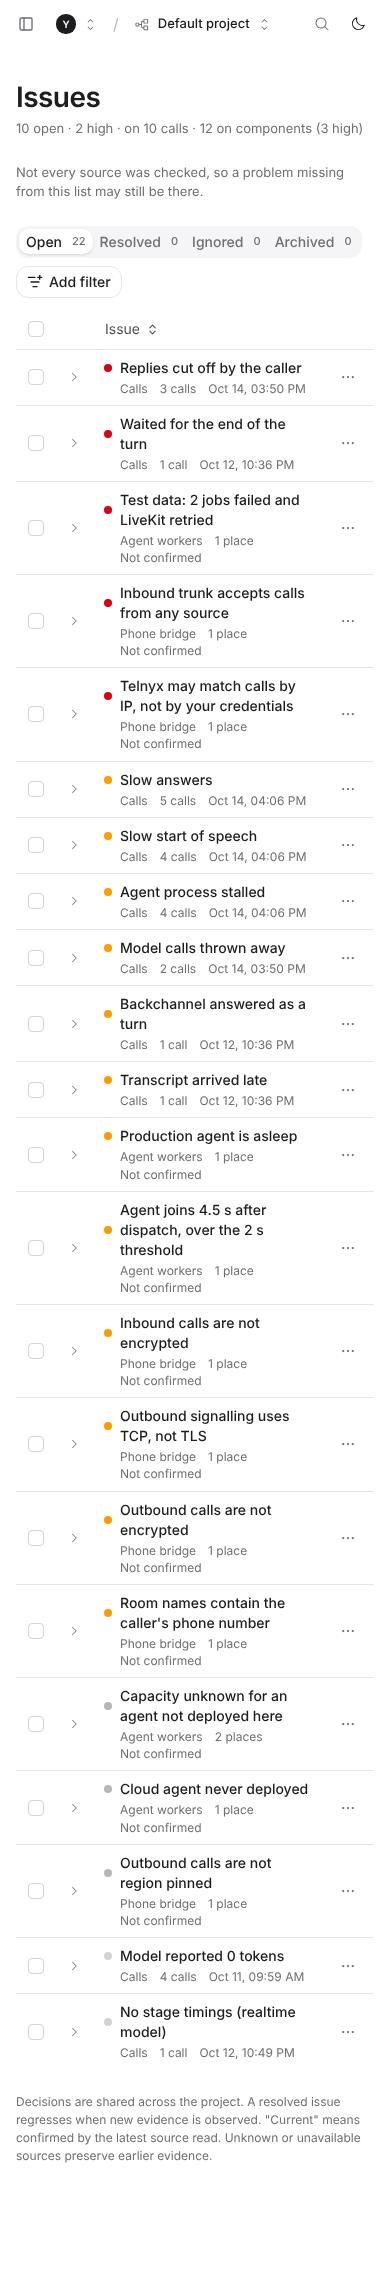 Y / Default project
Issues
10 open · 2 high · on 10 calls · 12 on components (3 high)
Not every source was checked, so a problem missing
from this list may still be there.
Open 22 Resolved 0 Ignored 0 Archived 0
Add filter
Issue
Replies cut off by the caller
Calls 3 calls Oct 14, 03:50 PM
Waited for the end of the
turn
Calls 1 call Oct 12, 10:36 PM
Test data: 2 jobs failed and
LiveKit retried
Agent workers 1 place
Not confirmed
Inbound trunk accepts calls
from any source
Phone bridge 1 place
Not confirmed
Telnyx may match calls by
IP, not by your credentials
Phone bridge 1 place
Not confirmed
Slow answers
Calls 5 calls Oct 14, 04:06 PM
Slow start of speech
Calls 4 calls Oct 14, 04:06 PM
Agent process stalled
Calls 4 calls Oct 14, 04:06 PM
Model calls thrown away
Calls 2 calls Oct 14, 03:50 PM
Backchannel answered as a
turn
Calls 1 call Oct 12, 10:36 PM
Transcript arrived late
Calls 1 call Oct 12, 10:36 PM
Production agent is asleep
Agent workers 1 place
Not confirmed
Agent joins 4.5 s after
dispatch, over the 2 s
threshold
Agent workers 1 place
Not confirmed
Inbound calls are not
encrypted
Phone bridge 1 place
Not confirmed
Outbound signalling uses
TCP, not TLS
Phone bridge 1 place
Not confirmed
Outbound calls are not
encrypted
Phone bridge 1 place
Not confirmed
Room names contain the
caller's phone number
Phone bridge 1 place
Not confirmed
Capacity unknown for an
agent not deployed here
Agent workers 2 places
Not confirmed
Cloud agent never deployed
Agent workers 1 place
Not confirmed
Outbound calls are not
region pinned
Phone bridge 1 place
Not confirmed
Model reported 0 tokens
Calls 4 calls Oct 11, 09:59 AM
No stage timings (realtime
model)
Calls 1 call Oct 12, 10:49 PM
Decisions are shared across the project. A resolved issue
regresses when new evidence is observed. "Current" means
confirmed by the latest source read. Unknown or unavailable
sources preserve earlier evidence.